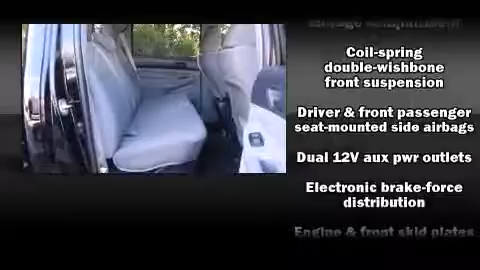 Coil-spring
double-wishbone
front suspension
Driver & front passenger
seat-mounted side airbags
Dual 12V aux pwr outlets
Electronic brake-force
distribution
Engine & front skid plates